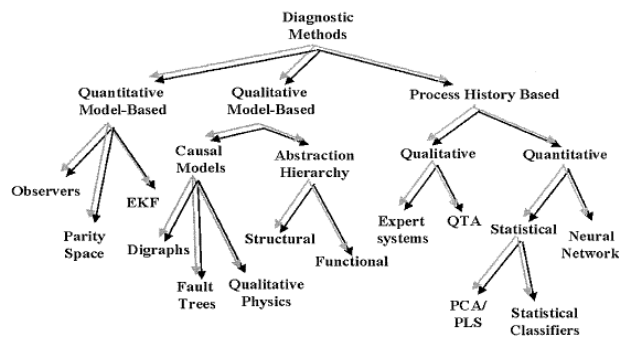 Diagnostic
Methods
Quantitative
Model-Based
Qualitative
Model-Based
Process History Based
Causal
Models
Abstraction
Hierarchy
Qualitative
Quantitative
Observers
EKF
Parity
Space
Digraphs
Fault
Trees
Qualitative
Physics
Structural
Functional
Expert
systems
QTA
Statistical
Neural
Network
PCA/
PLS
Statistical
Classifiers